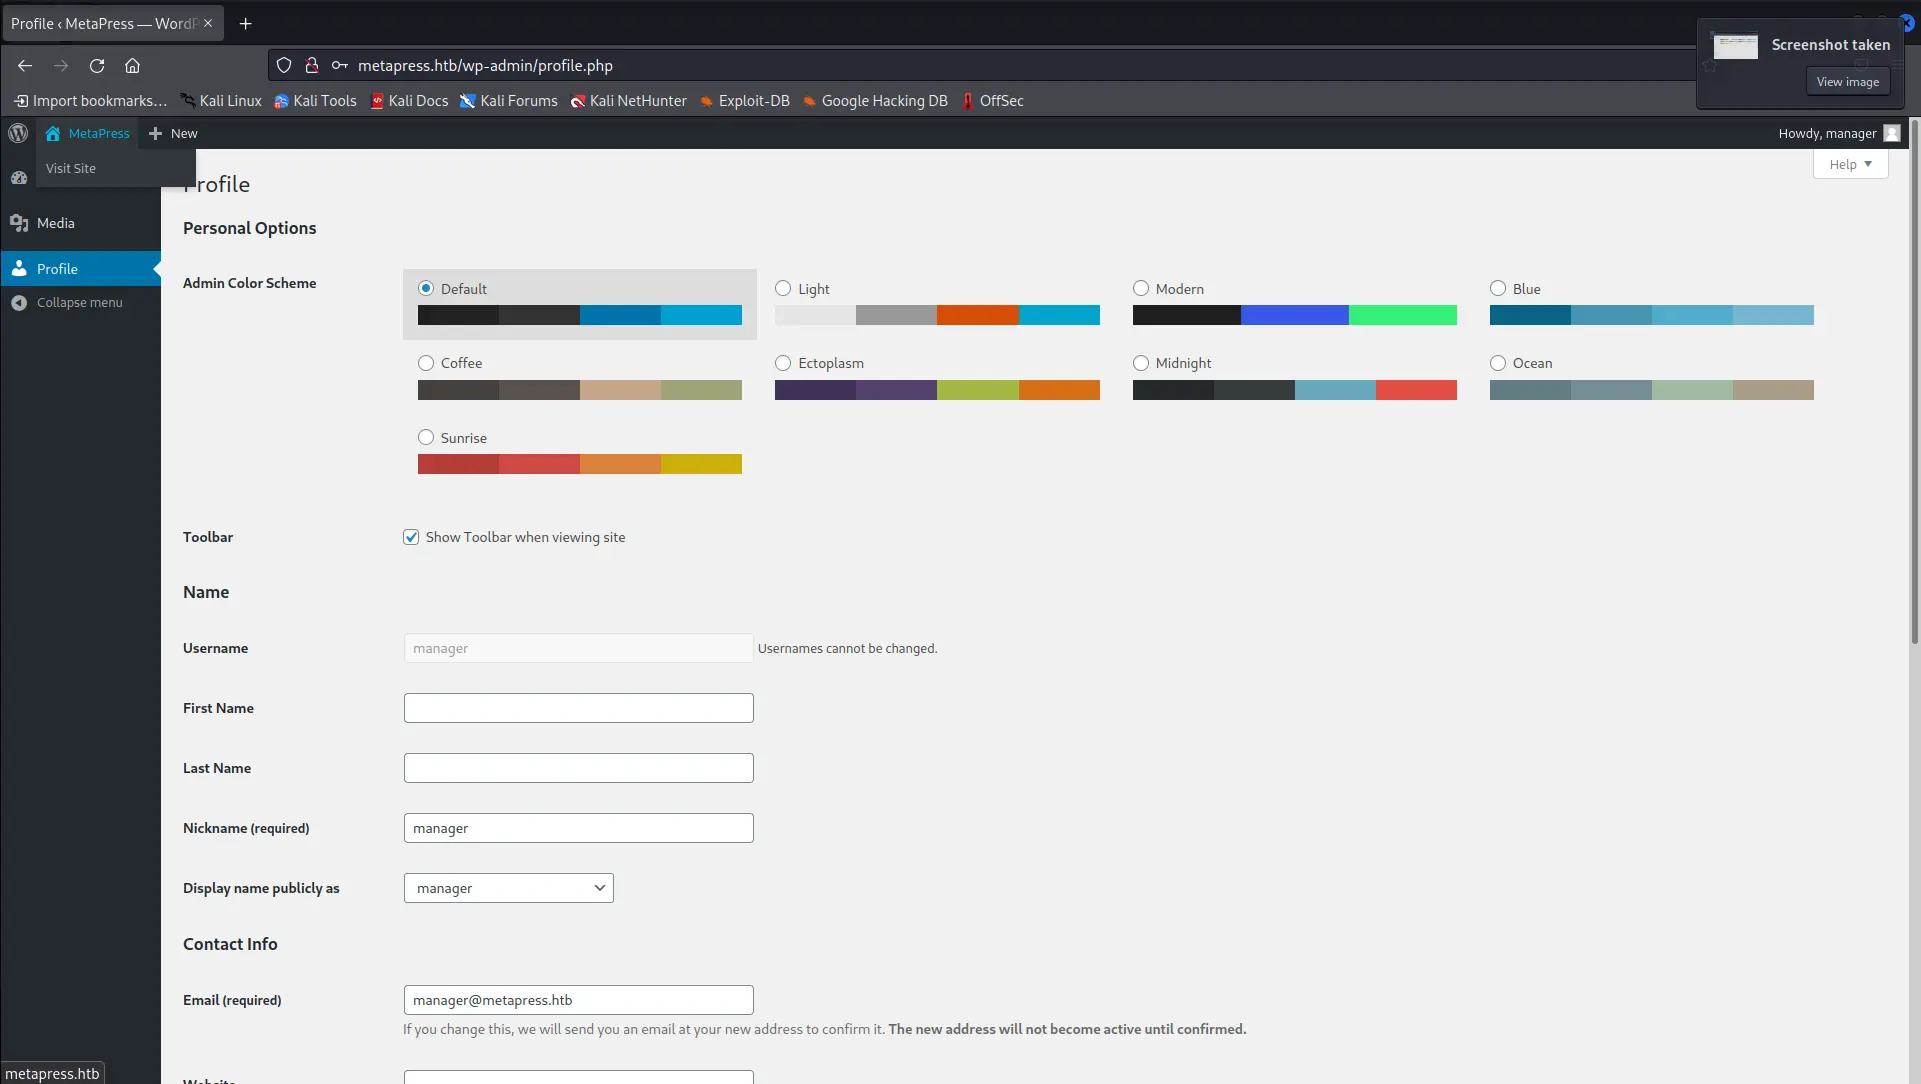 Profile ‹ MetaPress — WordP
Screenshot taken
View image
metapress.htb/wp-admin/profile.php
Import bookmarks... Kali Linux Kali Tools Kali Docs Kali Forums Kali NetHunter Exploit-DB Google Hacking DB OffSec
MetaPress New Howdy, manager
Visit Site
Help
Profile
Media
Profile
Collapse menu
Personal Options
Admin Color Scheme
Default Light Modern Blue
Coffee Ectoplasm Midnight Ocean
Sunrise
Toolbar Show Toolbar when viewing site
Name
Username manager Usernames cannot be changed.
First Name
Last Name
Nickname (required) manager
Display name publicly as manager
Contact Info
Email (required) manager@metapress.htb
If you change this, we will send you an email at your new address to confirm it. The new address will not become active until confirmed.
Website
metapress.htb